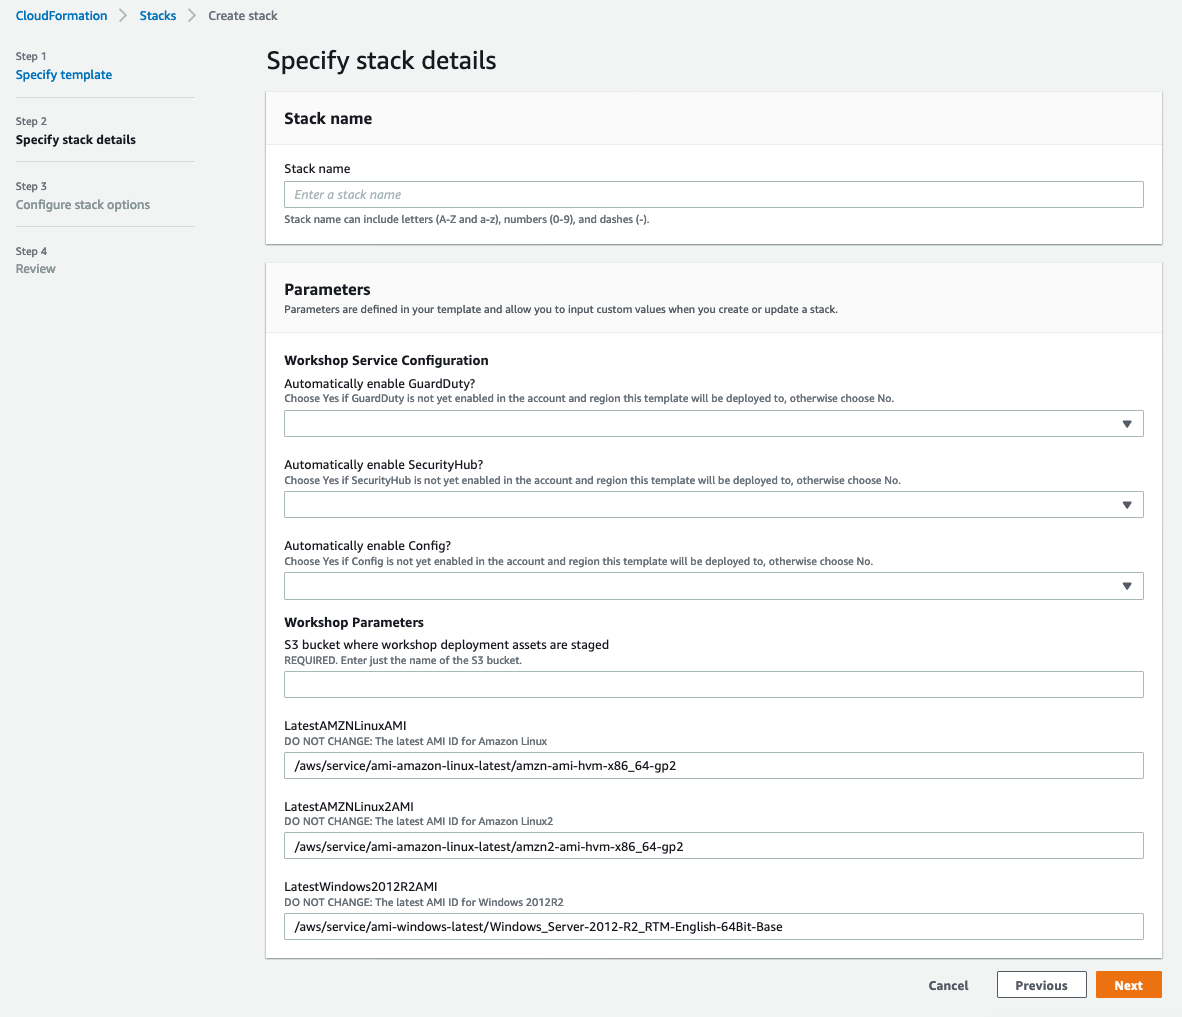 CloudFormation > Stacks > Create stack
Step 1
Specify template
Step 2
Specify stack details
Step 3
Configure stack options
Step 4
Review
Specify stack details
Stack name
Stack name
Enter a stack name
Stack name can include letters (A-Z and a-z), numbers (0-9), and dashes (-).
Parameters
Parameters are defined in your template and allow you to input custom values when you create or update a stack.
Workshop Service Configuration
Automatically enable GuardDuty?
Choose Yes if GuardDuty is not yet enabled in the account and region this template will be deployed to, otherwise choose No.
Automatically enable SecurityHub?
Choose Yes if SecurityHub is not yet enabled in the account and region this template will be deployed to, otherwise choose No.
Automatically enable Config?
Choose Yes if Config is not yet enabled in the account and region this template will be deployed to, otherwise choose No.
Workshop Parameters
S3 bucket where workshop deployment assets are staged
REQUIRED. Enter just the name of the S3 bucket.
LatestAMZNLinuxAMI
DO NOT CHANGE: The latest AMI ID for Amazon Linux
/aws/service/ami-amazon-linux-latest/amzn-ami-hvm-x86_64-gp2
LatestAMZNLinux2AMI
DO NOT CHANGE: The latest AMI ID for Amazon Linux2
/aws/service/ami-amazon-linux-latest/amzn2-ami-hvm-x86_64-gp2
LatestWindows2012R2AMI
DO NOT CHANGE: The latest AMI ID for Windows 2012R2
/aws/service/ami-windows-latest/Windows_Server-2012-R2_RTM-English-64Bit-Base
Cancel
Previous
Next